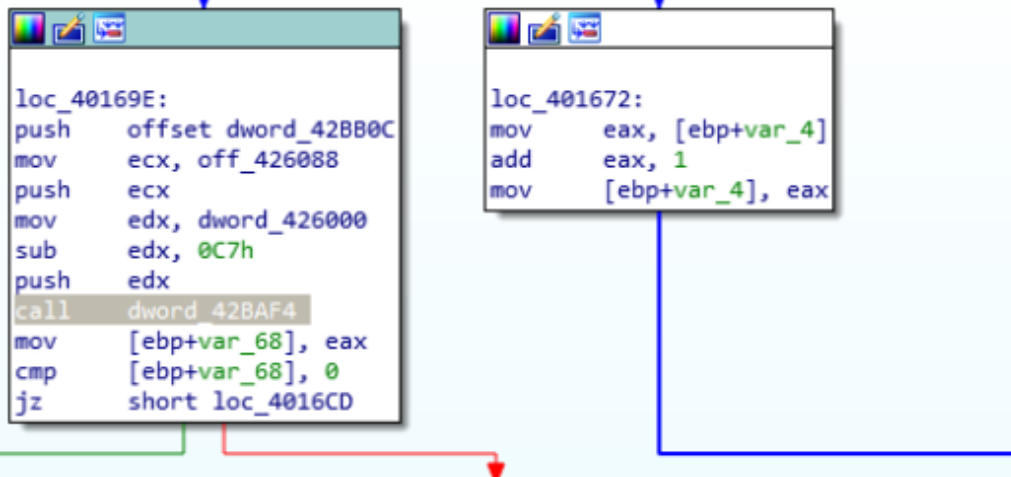 loc_40169E:
push offset dword_42BB0C
mov ecx, off_426088
push ecx
mov edx, dword_426000
sub edx, 0C7h
push edx
call dword_42BAF4
mov [ebp+var_68], eax
cmp [ebp+var_68], 0
jz short loc_4016CD
loc_401672:
mov eax, [ebp+var_4]
add eax, 1
mov [ebp+var_4], eax